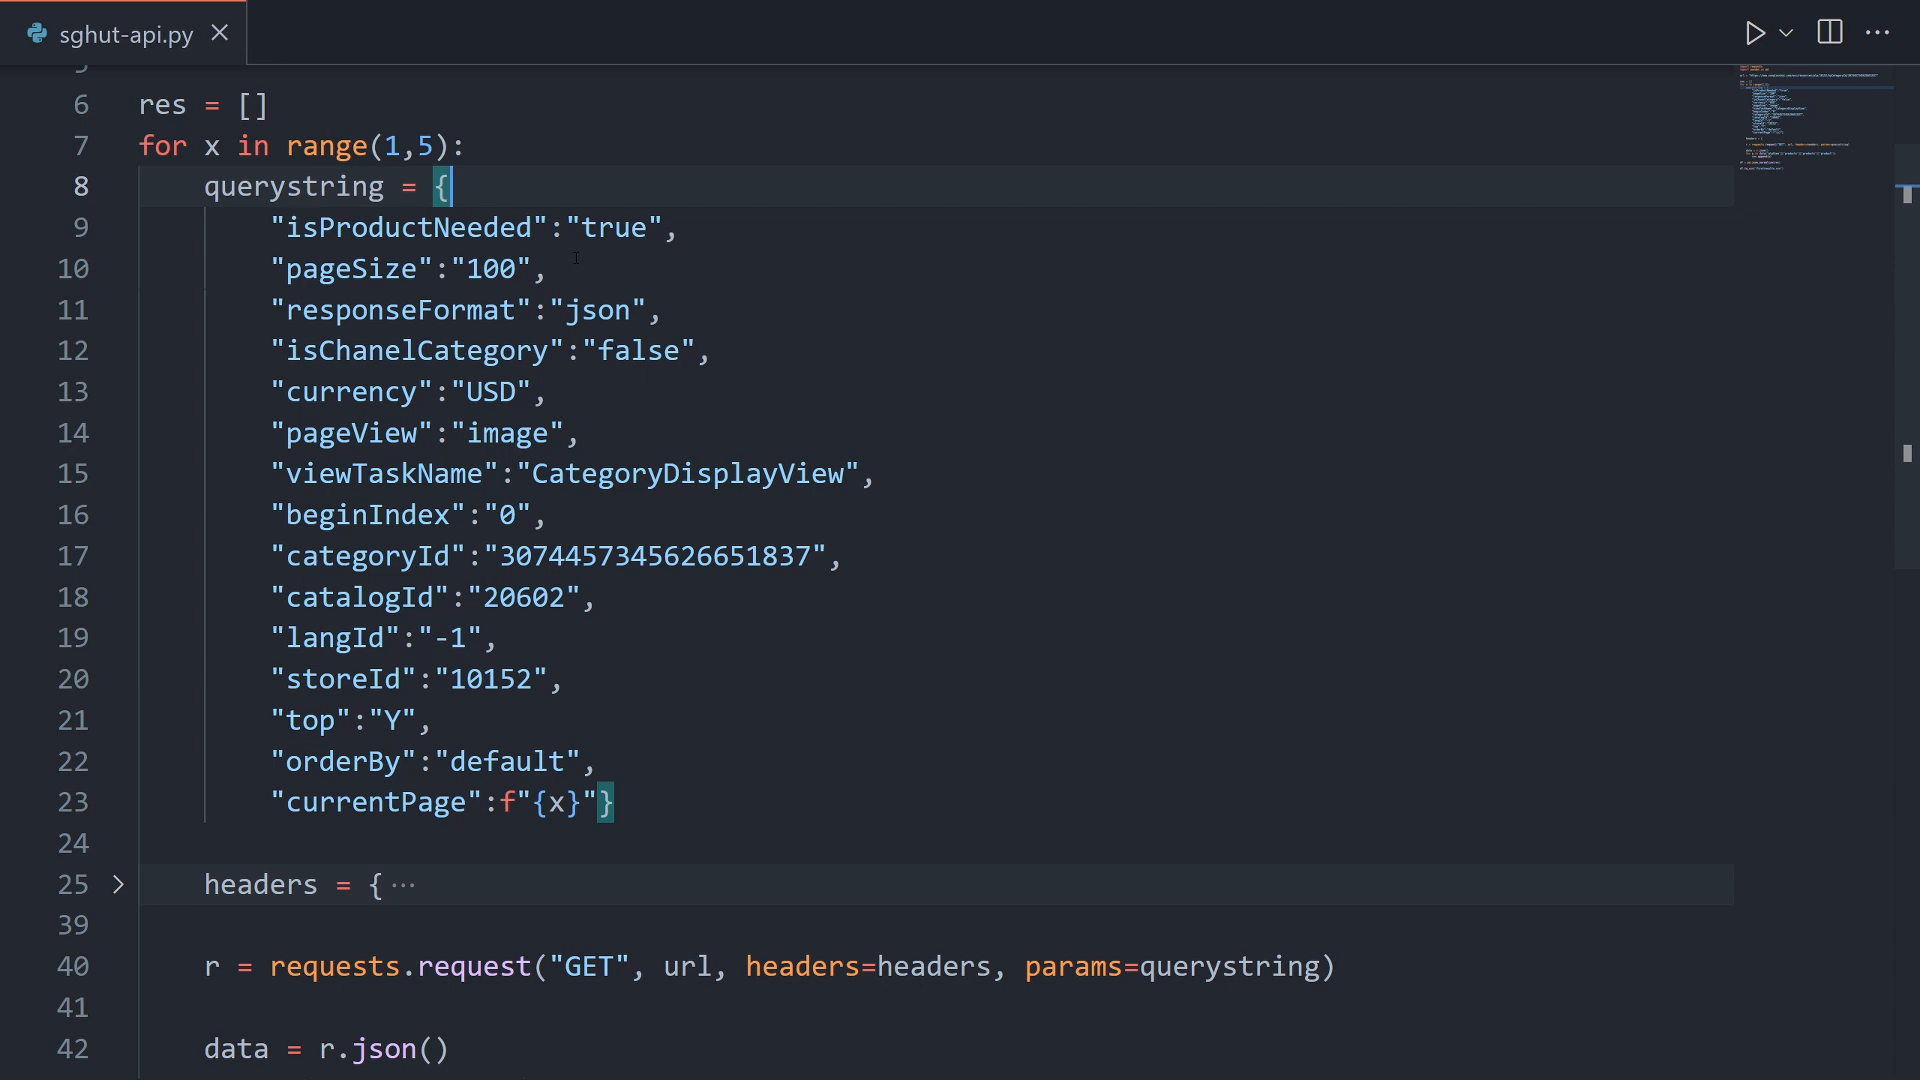 sghut-api.py
6 res = []
7 for x in range(1,5):
8 querystring = {
9 "isProductNeeded":"true",
10 "pageSize":"100",
11 "responseFormat":"json",
12 "isChanelCategory":"false",
13 "currency":"USD",
14 "pageView":"image",
15 "viewTaskName":"CategoryDisplayView",
16 "beginIndex":"0",
17 "categoryId":"3074457345626651837",
18 "catalogId":"20602",
19 "langId":"-1",
20 "storeId":"10152",
21 "top":"Y",
22 "orderBy":"default",
23 "currentPage":f"{x}"}
24
25 headers = { ···
39
40 r = requests.request("GET", url, headers=headers, params=querystring)
41
42 data = r.json()